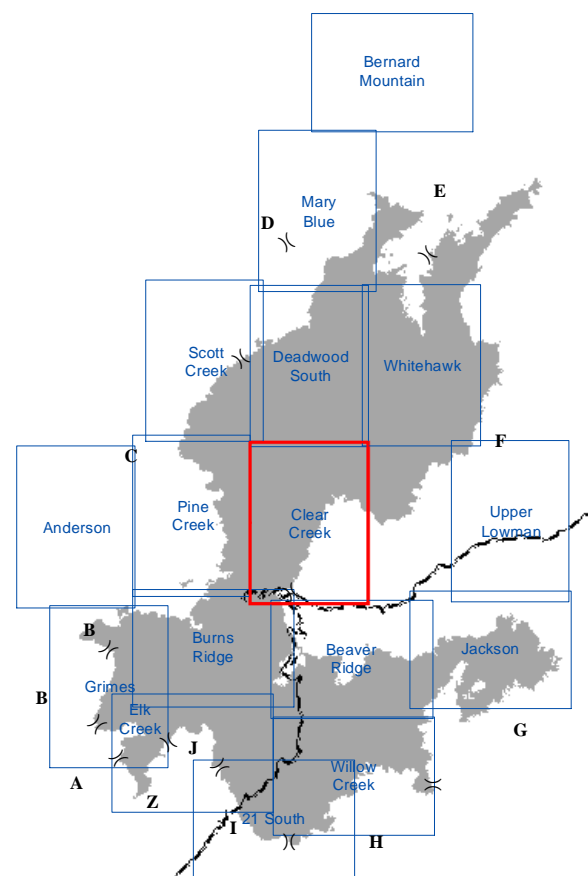 Bernard
Mountain
E
Mary
Blue
D
Scott
Creek
Deadwood
South
Whitehawk
F
C
Pine
Creek
Anderson
Clear
Creek
Upper
Lowman
B
Burns
Ridge
Beaver
Ridge
Jackson
B
Grimes
Elk
Creek
G
J
A
Z
Willow
Creek
I
21 South
H